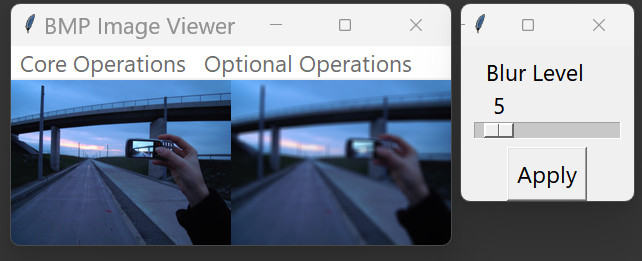 BMP Image Viewer
Core Operations Optional Operations
Blur Level
5
Apply